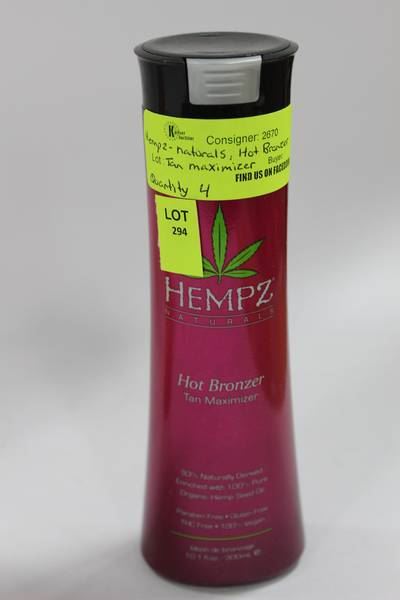 Consigner: 2670
Hempz - Naturals, Hot Bronzer
Lot: Tan maximizer Buyer
FIND US ON FACEBOOK
Quantity 4
LOT
294
HEMPZ
NATURALS
Hot Bronzer
Tan Maximizer
90% Naturally Derived
Enriched with 100% Pure
Organic Hemp Seed Oil
Paraben Free • Gluten Free
THC Free • 100% Vegan
10.1 fl.oz. / 300mL e